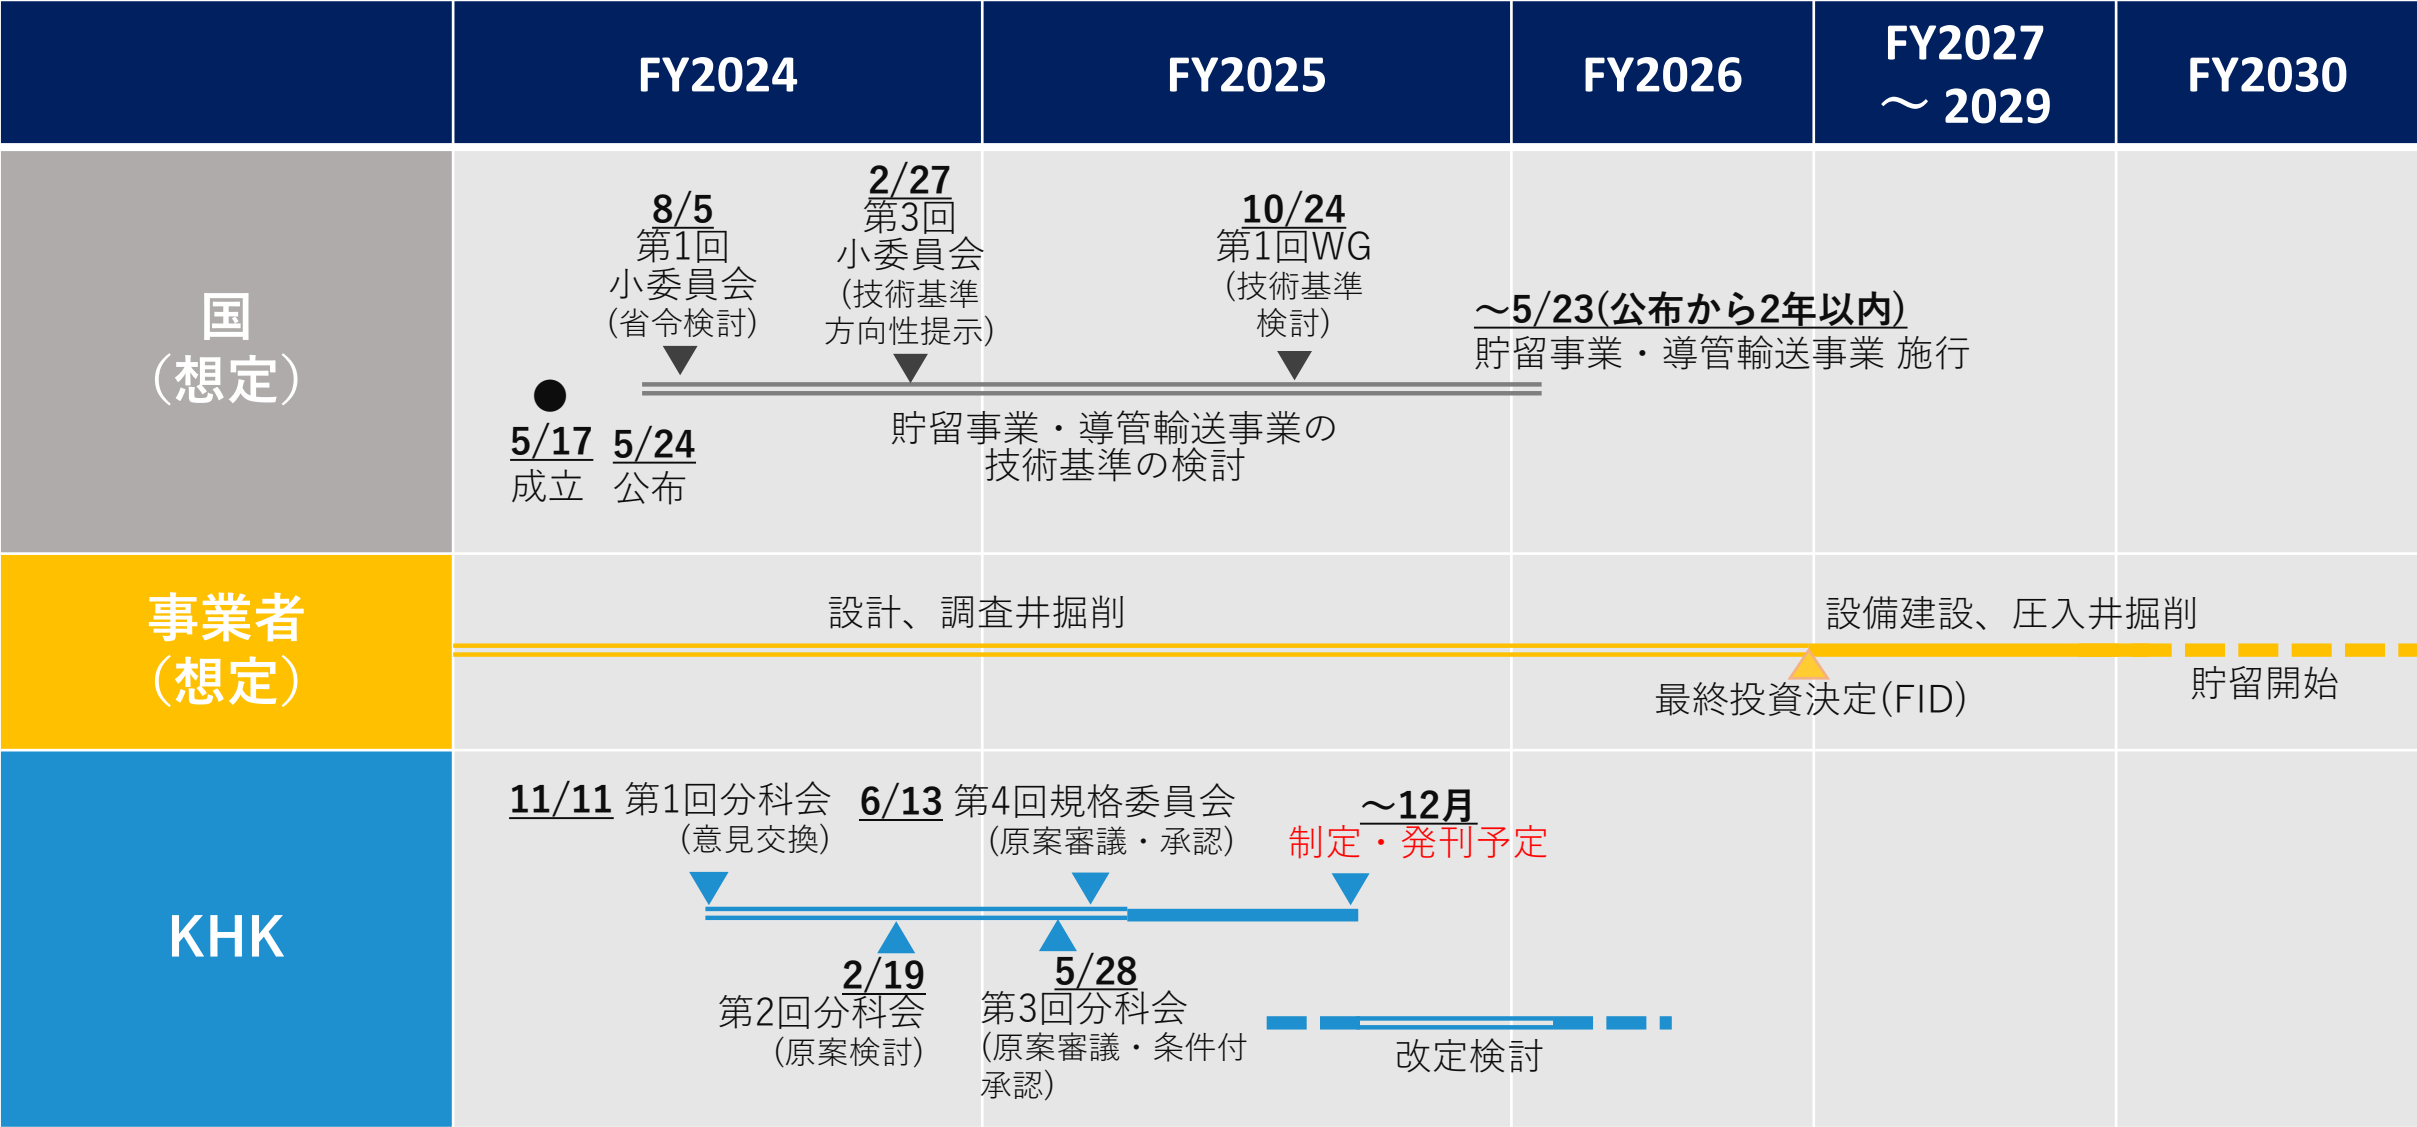 FY2024
FY2025
FY2026
FY2027
～ 2029
FY2030
国
（想定）
8/5
第1回
小委員会
(省令検討)
2/27
第3回
小委員会
(技術基準
方向性提示)
10/24
第1回WG
(技術基準
検討)
～5/23(公布から2年以内)
貯留事業・導管輸送事業 施行
5/17
成立
5/24
公布
貯留事業・導管輸送事業の
技術基準の検討
事業者
（想定）
設計、調査井掘削
設備建設、圧入井掘削
最終投資決定(FID)
貯留開始
KHK
11/11 第1回分科会
(意見交換)
6/13 第4回規格委員会
(原案審議・承認)
～12月
制定・発刊予定
2/19
第2回分科会
(原案検討)
5/28
第3回分科会
(原案審議・条件付
承認)
改定検討